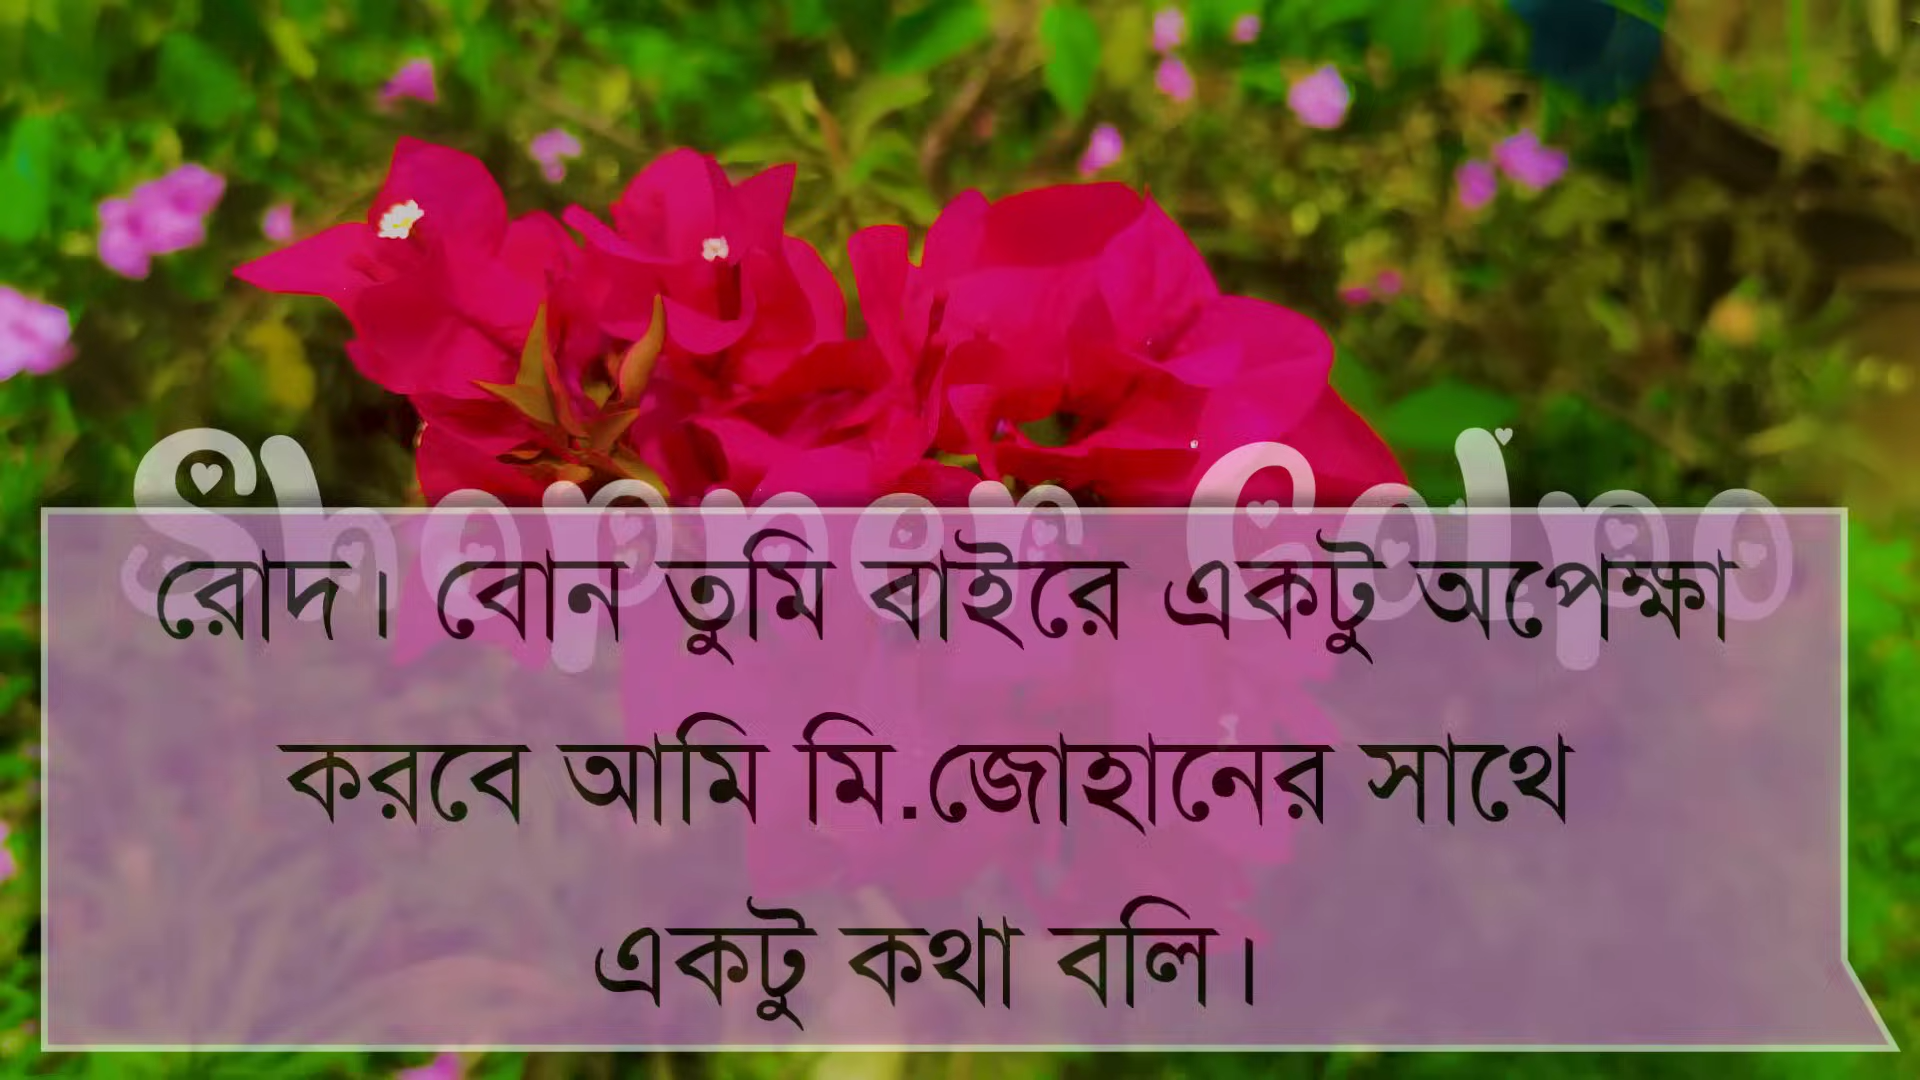 Shopner Golpo
রোদ। বোন তুমি বাইরে একটু অপেক্ষা
করবে আমি মি.জোহানের সাথে
একটু কথা বলি।